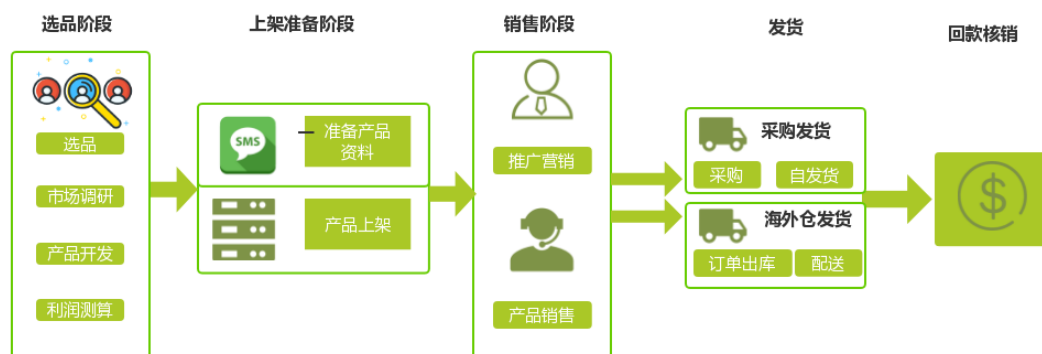 选品阶段
上架准备阶段
销售阶段
发货
回款核销
选品
市场调研
产品开发
利润测算
SMS
准备产品
资料
产品上架
推广营销
产品销售
采购发货
采购
自发货
海外仓发货
订单出库
配送